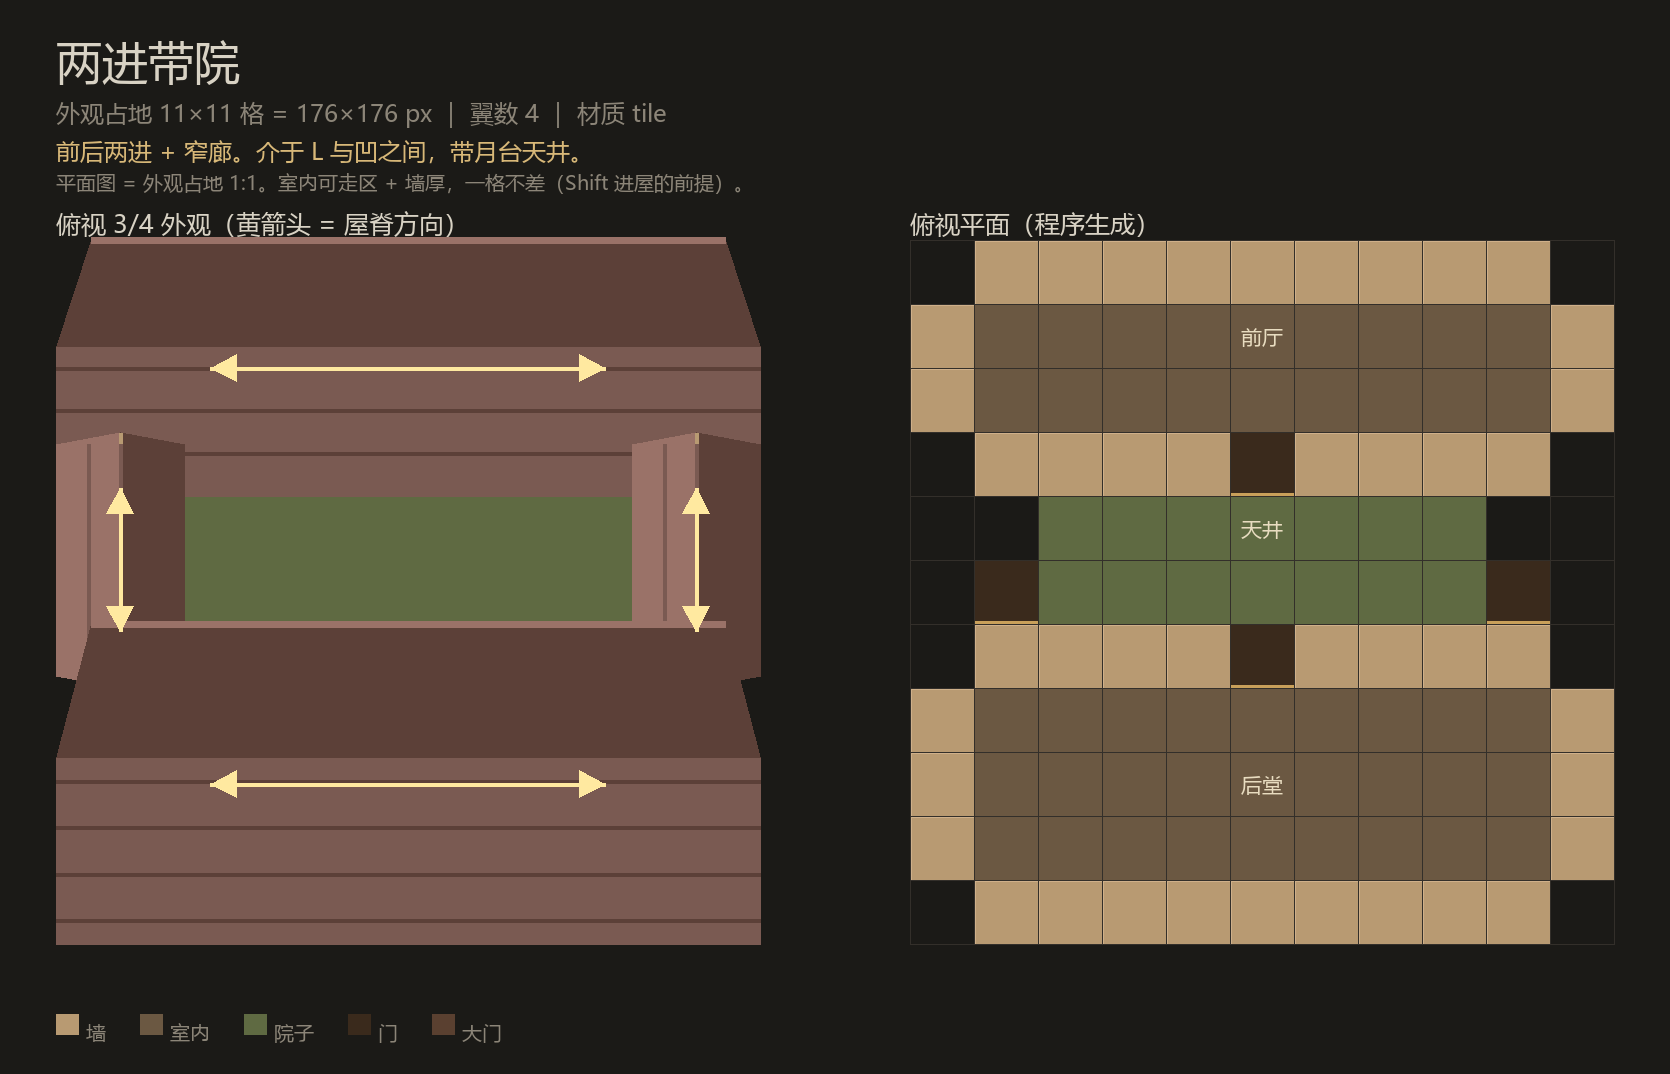 两进带院
外观占地 11×11 格 = 176×176 px ｜ 翼数 4 ｜ 材质 tile
前后两进 + 窄廊。介于 L 与凹之间，带月台天井。
平面图 = 外观占地 1:1。室内可走区 + 墙厚，一格不差（Shift 进屋的前提）。
俯视 3/4 外观（黄箭头 = 屋脊方向）
俯视平面（程序生成）
前厅
天井
后堂
墙
室内
院子
门
大门